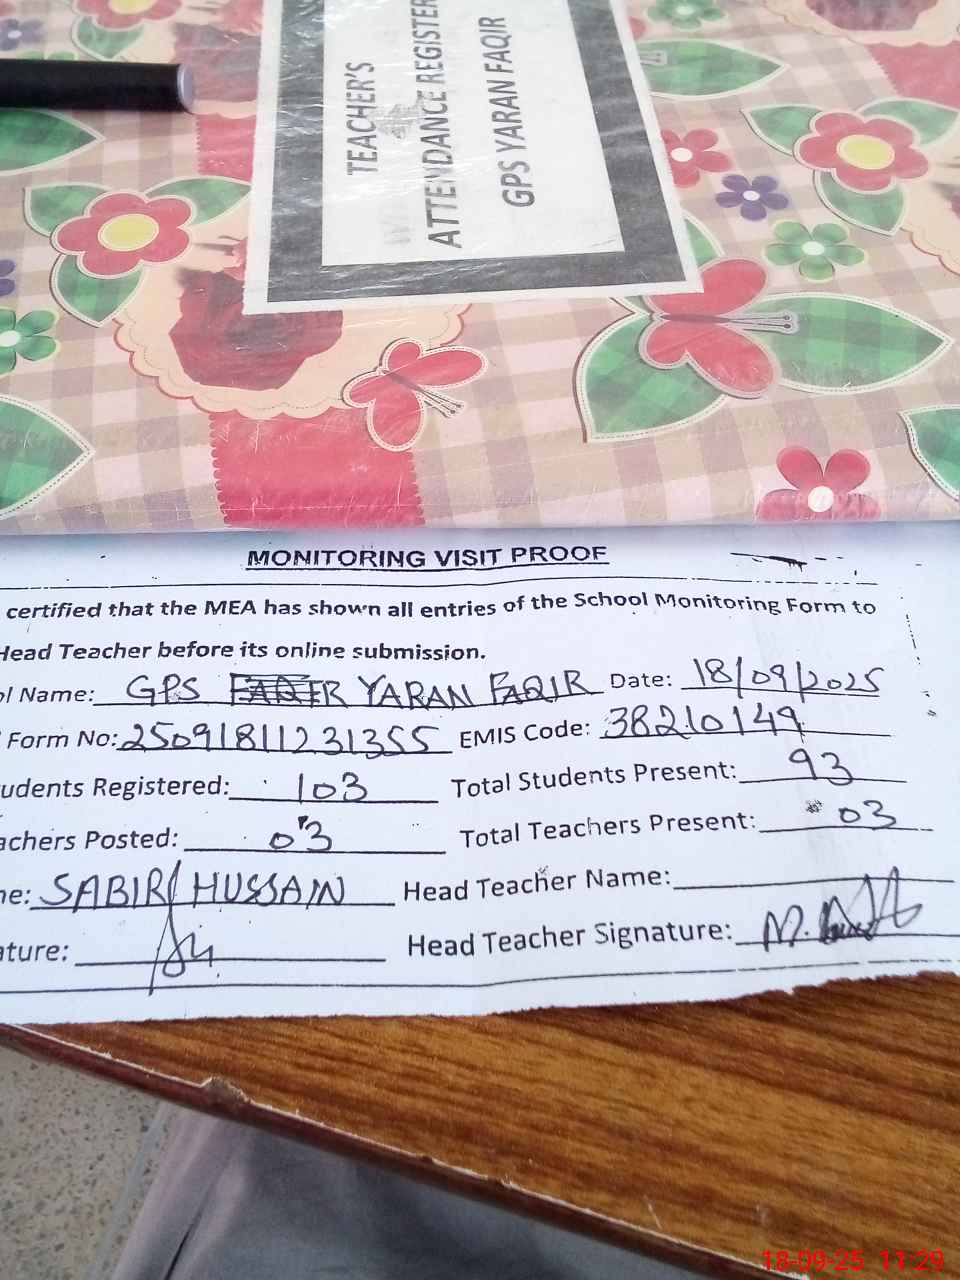 TEACHER'S
ATTENDANCE REGISTER
GPS YARAN FAQIR
MONITORING VISIT PROOF
certified that the MEA has shown all entries of the School Monitoring Form to
Head Teacher before its online submission.
ol Name: GPS YARAN FAQIR Date: 18/09/2025
Form No: 250918111231355 EMIS Code: 38210149
udents Registered: 103 Total Students Present: 93
achers Posted: 03 Total Teachers Present: 03
ne: SABIR HUSSAIN Head Teacher Name:
ature: Head Teacher Signature:
18-09-25 11:29